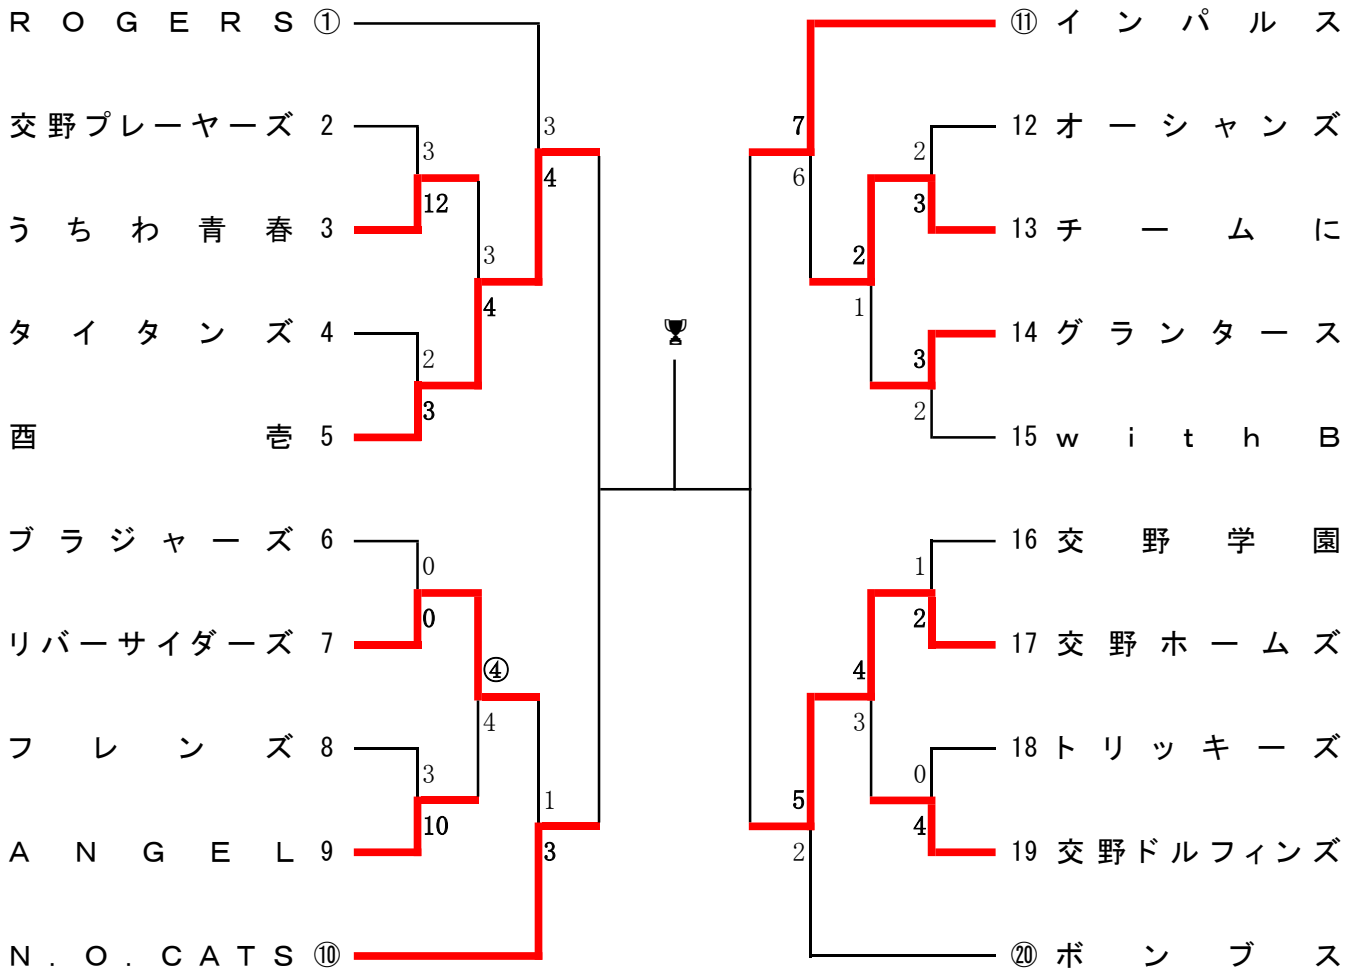 ROGERS ① ⑪ インパルス
3
交野プレーヤーズ 2 7 12 オーシャンズ
3 4 6 2
12 3
うちわ青春 3 13 チームに
3 2
4 1
タイタンズ 4 14 グランタース
2 3
3 2
酉壱 5 15 withB
ブラジャーズ 6 16 交野学園
0 1
0 2
リバーサイダーズ 7 17 交野ホームズ
④ 4
4 3
フレンズ 8 18 トリッキーズ
3 1 5 0
10 3 2 4
ANGEL 9 19 交野ドルフィンズ
N.O.CATS ⑩ ⑳ ボンブス